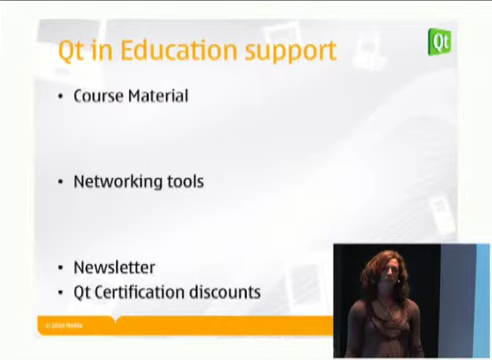 Qt in Education support
Qt
• Course Material
• Networking tools
• Newsletter
• Qt Certification discounts
© 2010 Nokia